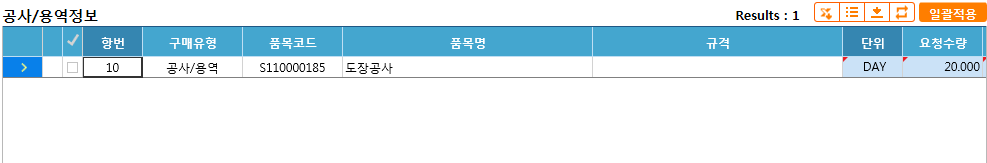 공사/용역정보 Results : 1 일괄적용
항번 구매유형 품목코드 품목명 규격 단위 요청수량
10 공사/용역 S110000185 도장공사 DAY 20.000